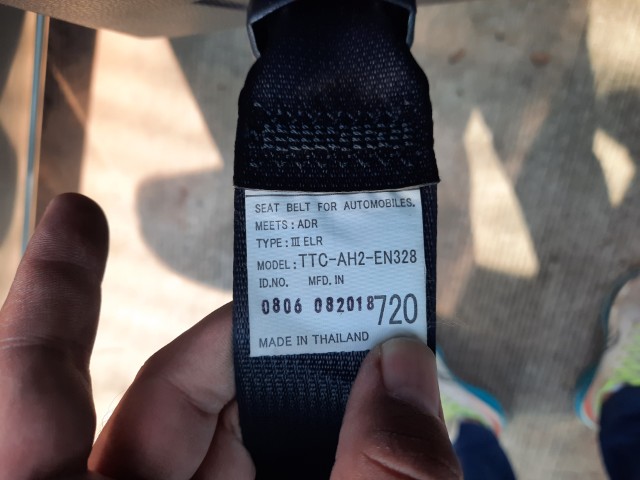 SEAT BELT FOR AUTOMOBILES.
MEETS : ADR
TYPE : III ELR
MODEL : TTC-AH2-EN328
ID.NO. MFD. IN
0806 082018 720
MADE IN THAILAND